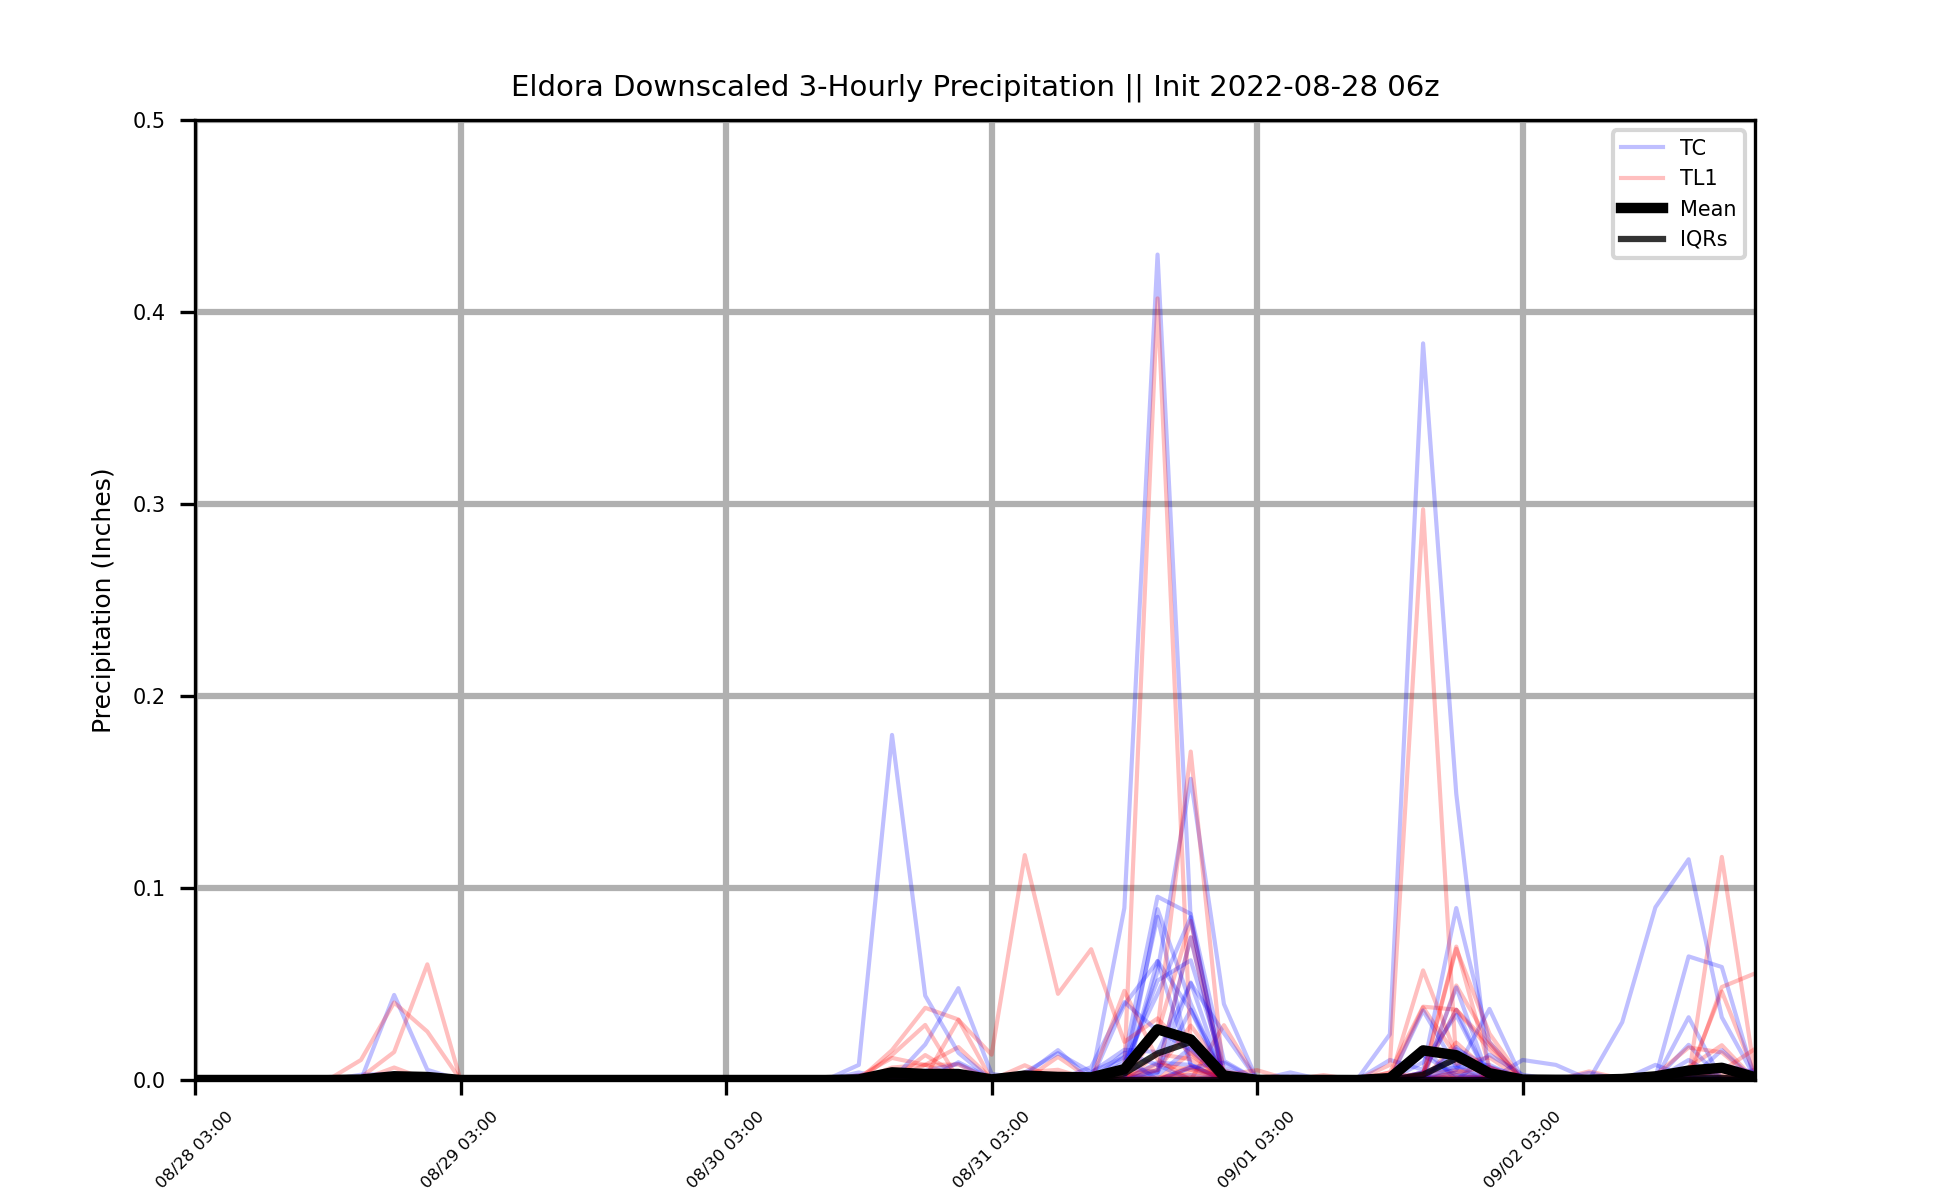 Eldora Downscaled 3-Hourly Precipitation || Init 2022-08-28 06z
TC
TL1
Mean
IQRs
Precipitation (Inches)
0.5
0.4
0.3
0.2
0.1
0.0
08/28 03:00
08/29 03:00
08/30 03:00
08/31 03:00
09/01 03:00
09/02 03:00